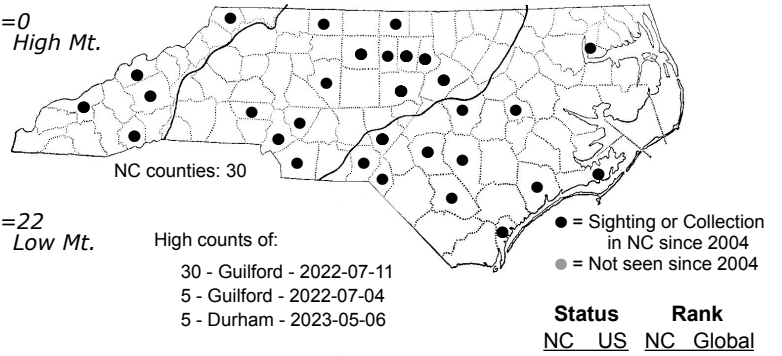 =0
High Mt.
NC counties: 30
=22
Low Mt.
High counts of:
30 - Guilford - 2022-07-11
5 - Guilford - 2022-07-04
5 - Durham - 2023-05-06
= Sighting or Collection
in NC since 2004
= Not seen since 2004
Status Rank
NC US NC Global